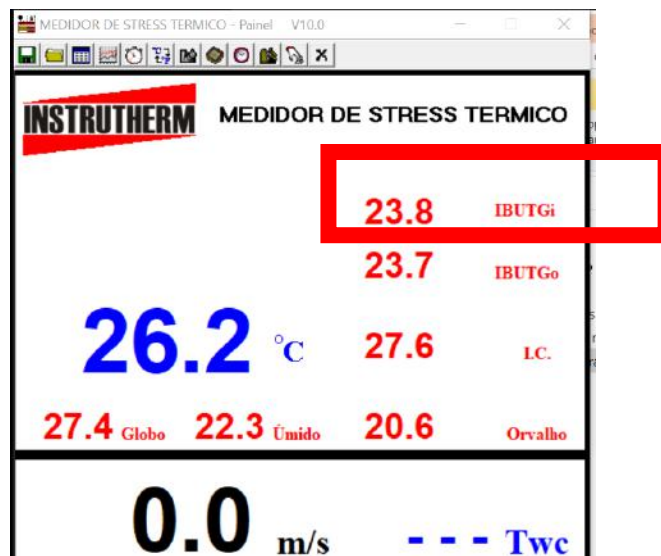 MEDIDOR DE STRESS TERMICO - Painel V10.0
INSTRUTHERM MEDIDOR DE STRESS TERMICO
23.8 IBUTGi
23.7 IBUTGo
26.2 °C 27.6 I.C.
27.4 Globo 22.3 Úmido 20.6 Orvalho
0.0 m/s - - - Twc